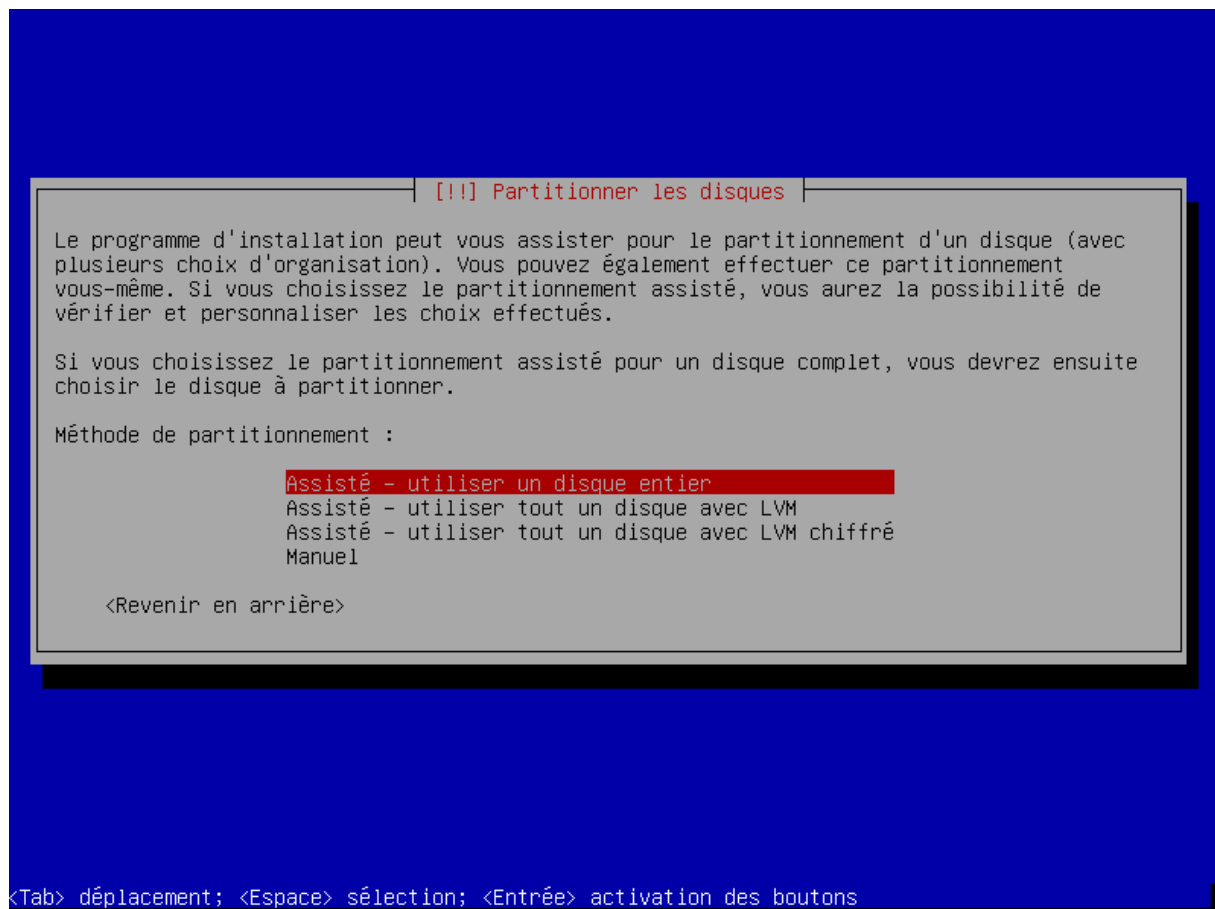 [!!] Partitionner les disques
Le programme d'installation peut vous assister pour le partitionnement d'un disque (avec
plusieurs choix d'organisation). Vous pouvez également effectuer ce partitionnement
vous-même. Si vous choisissez le partitionnement assisté, vous aurez la possibilité de
vérifier et personnaliser les choix effectués.
Si vous choisissez le partitionnement assisté pour un disque complet, vous devrez ensuite
choisir le disque à partitionner.
Méthode de partitionnement :
Assisté – utiliser un disque entier
Assisté – utiliser tout un disque avec LVM
Assisté – utiliser tout un disque avec LVM chiffré
Manuel
<Revenir en arrière>
<Tab> déplacement; <Espace> sélection; <Entrée> activation des boutons